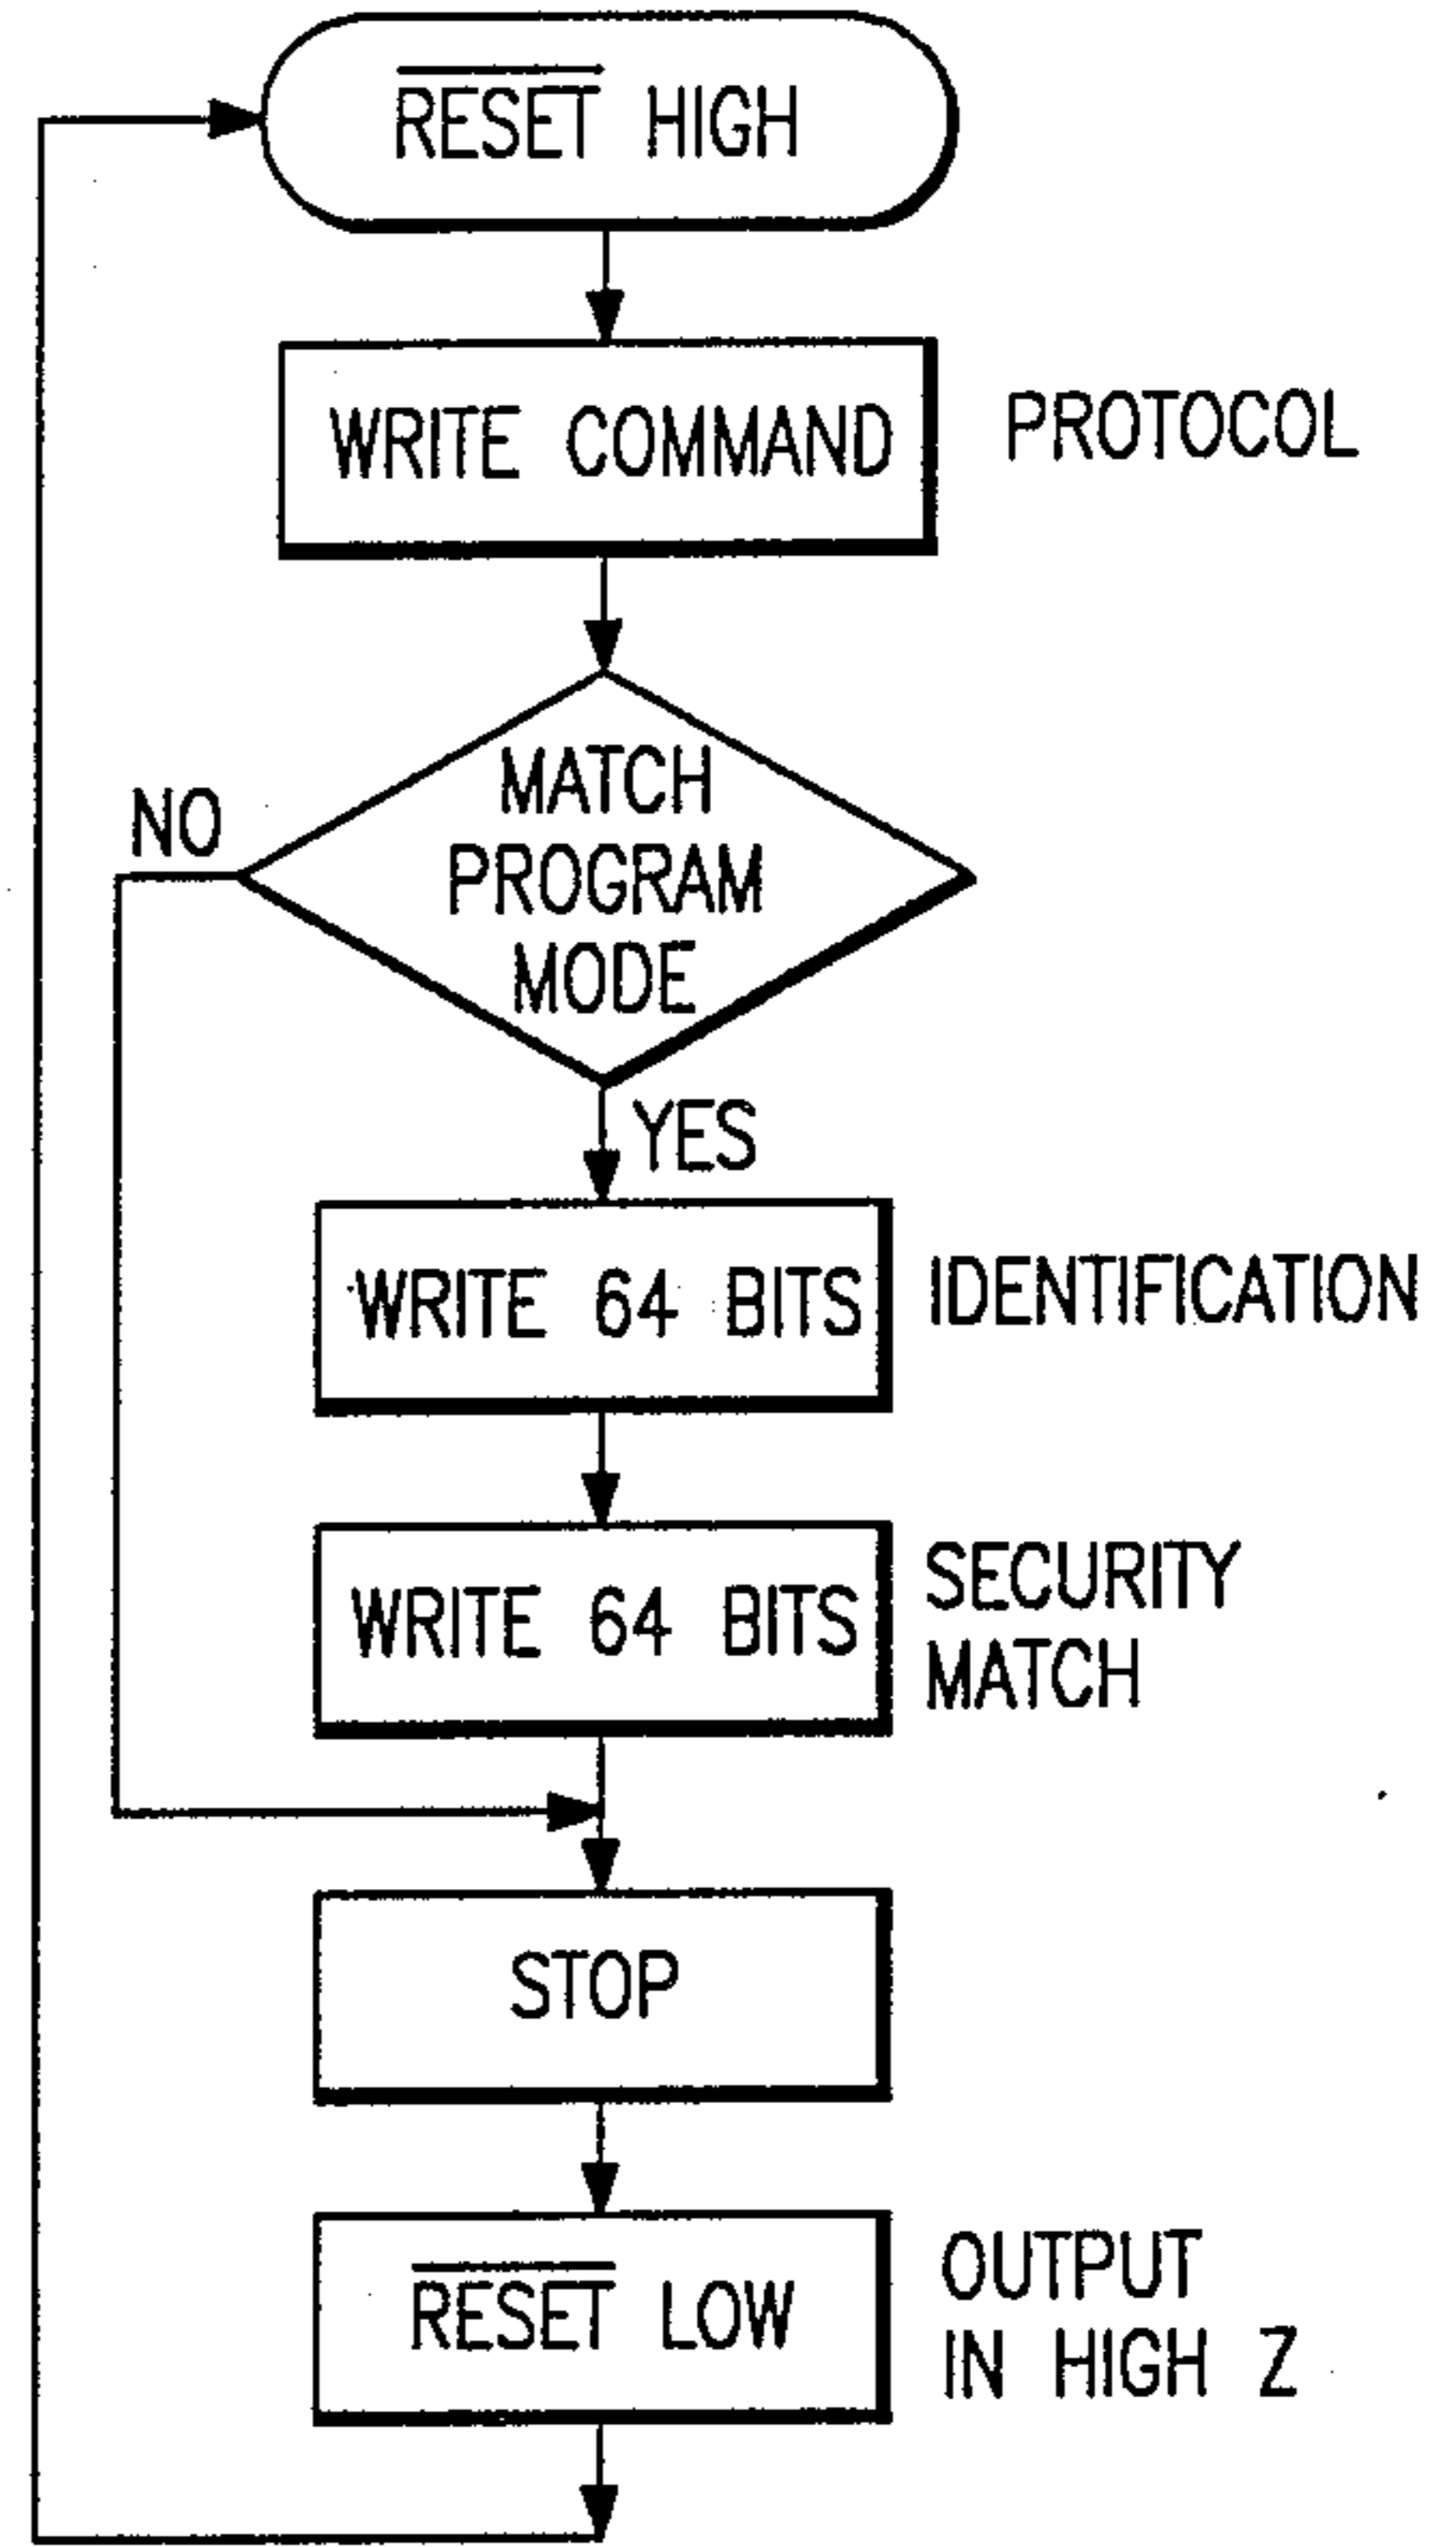 RESET HIGH
WRITE COMMAND
PROTOCOL
MATCH
PROGRAM
MODE
NO
YES
WRITE 64 BITS
IDENTIFICATION
WRITE 64 BITS
SECURITY
MATCH
STOP
RESET LOW
OUTPUT
IN HIGH Z